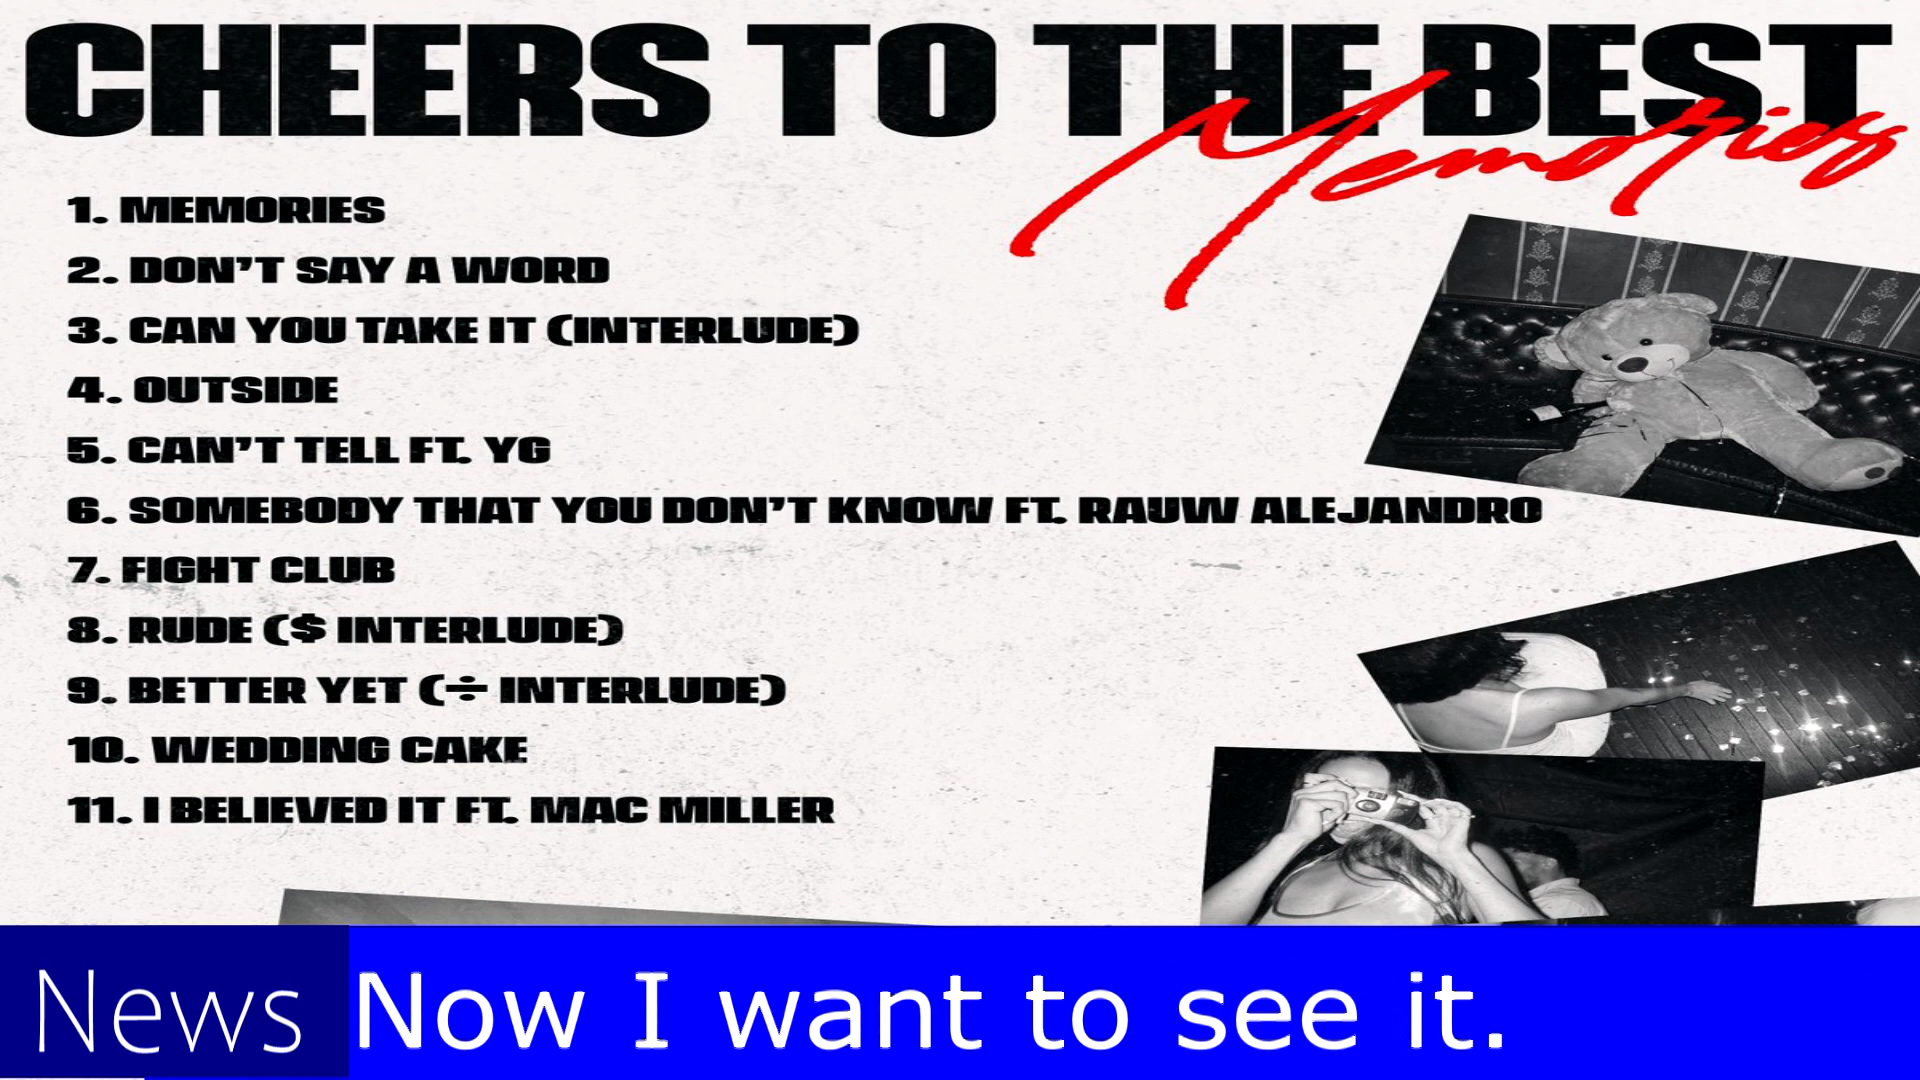 CHEERS TO THE BEST
Memories
1. MEMORIES
2. DON'T SAY A WORD
3. CAN YOU TAKE IT (INTERLUDE)
4. OUTSIDE
5. CAN'T TELL FT. YG
6. SOMEBODY THAT YOU DON'T KNOW FT. RAUW ALEJANDRO
7. FIGHT CLUB
8. RUDE ($ INTERLUDE)
9. BETTER YET (÷ INTERLUDE)
10. WEDDING CAKE
11. I BELIEVED IT FT. MAC MILLER
News Now I want to see it.